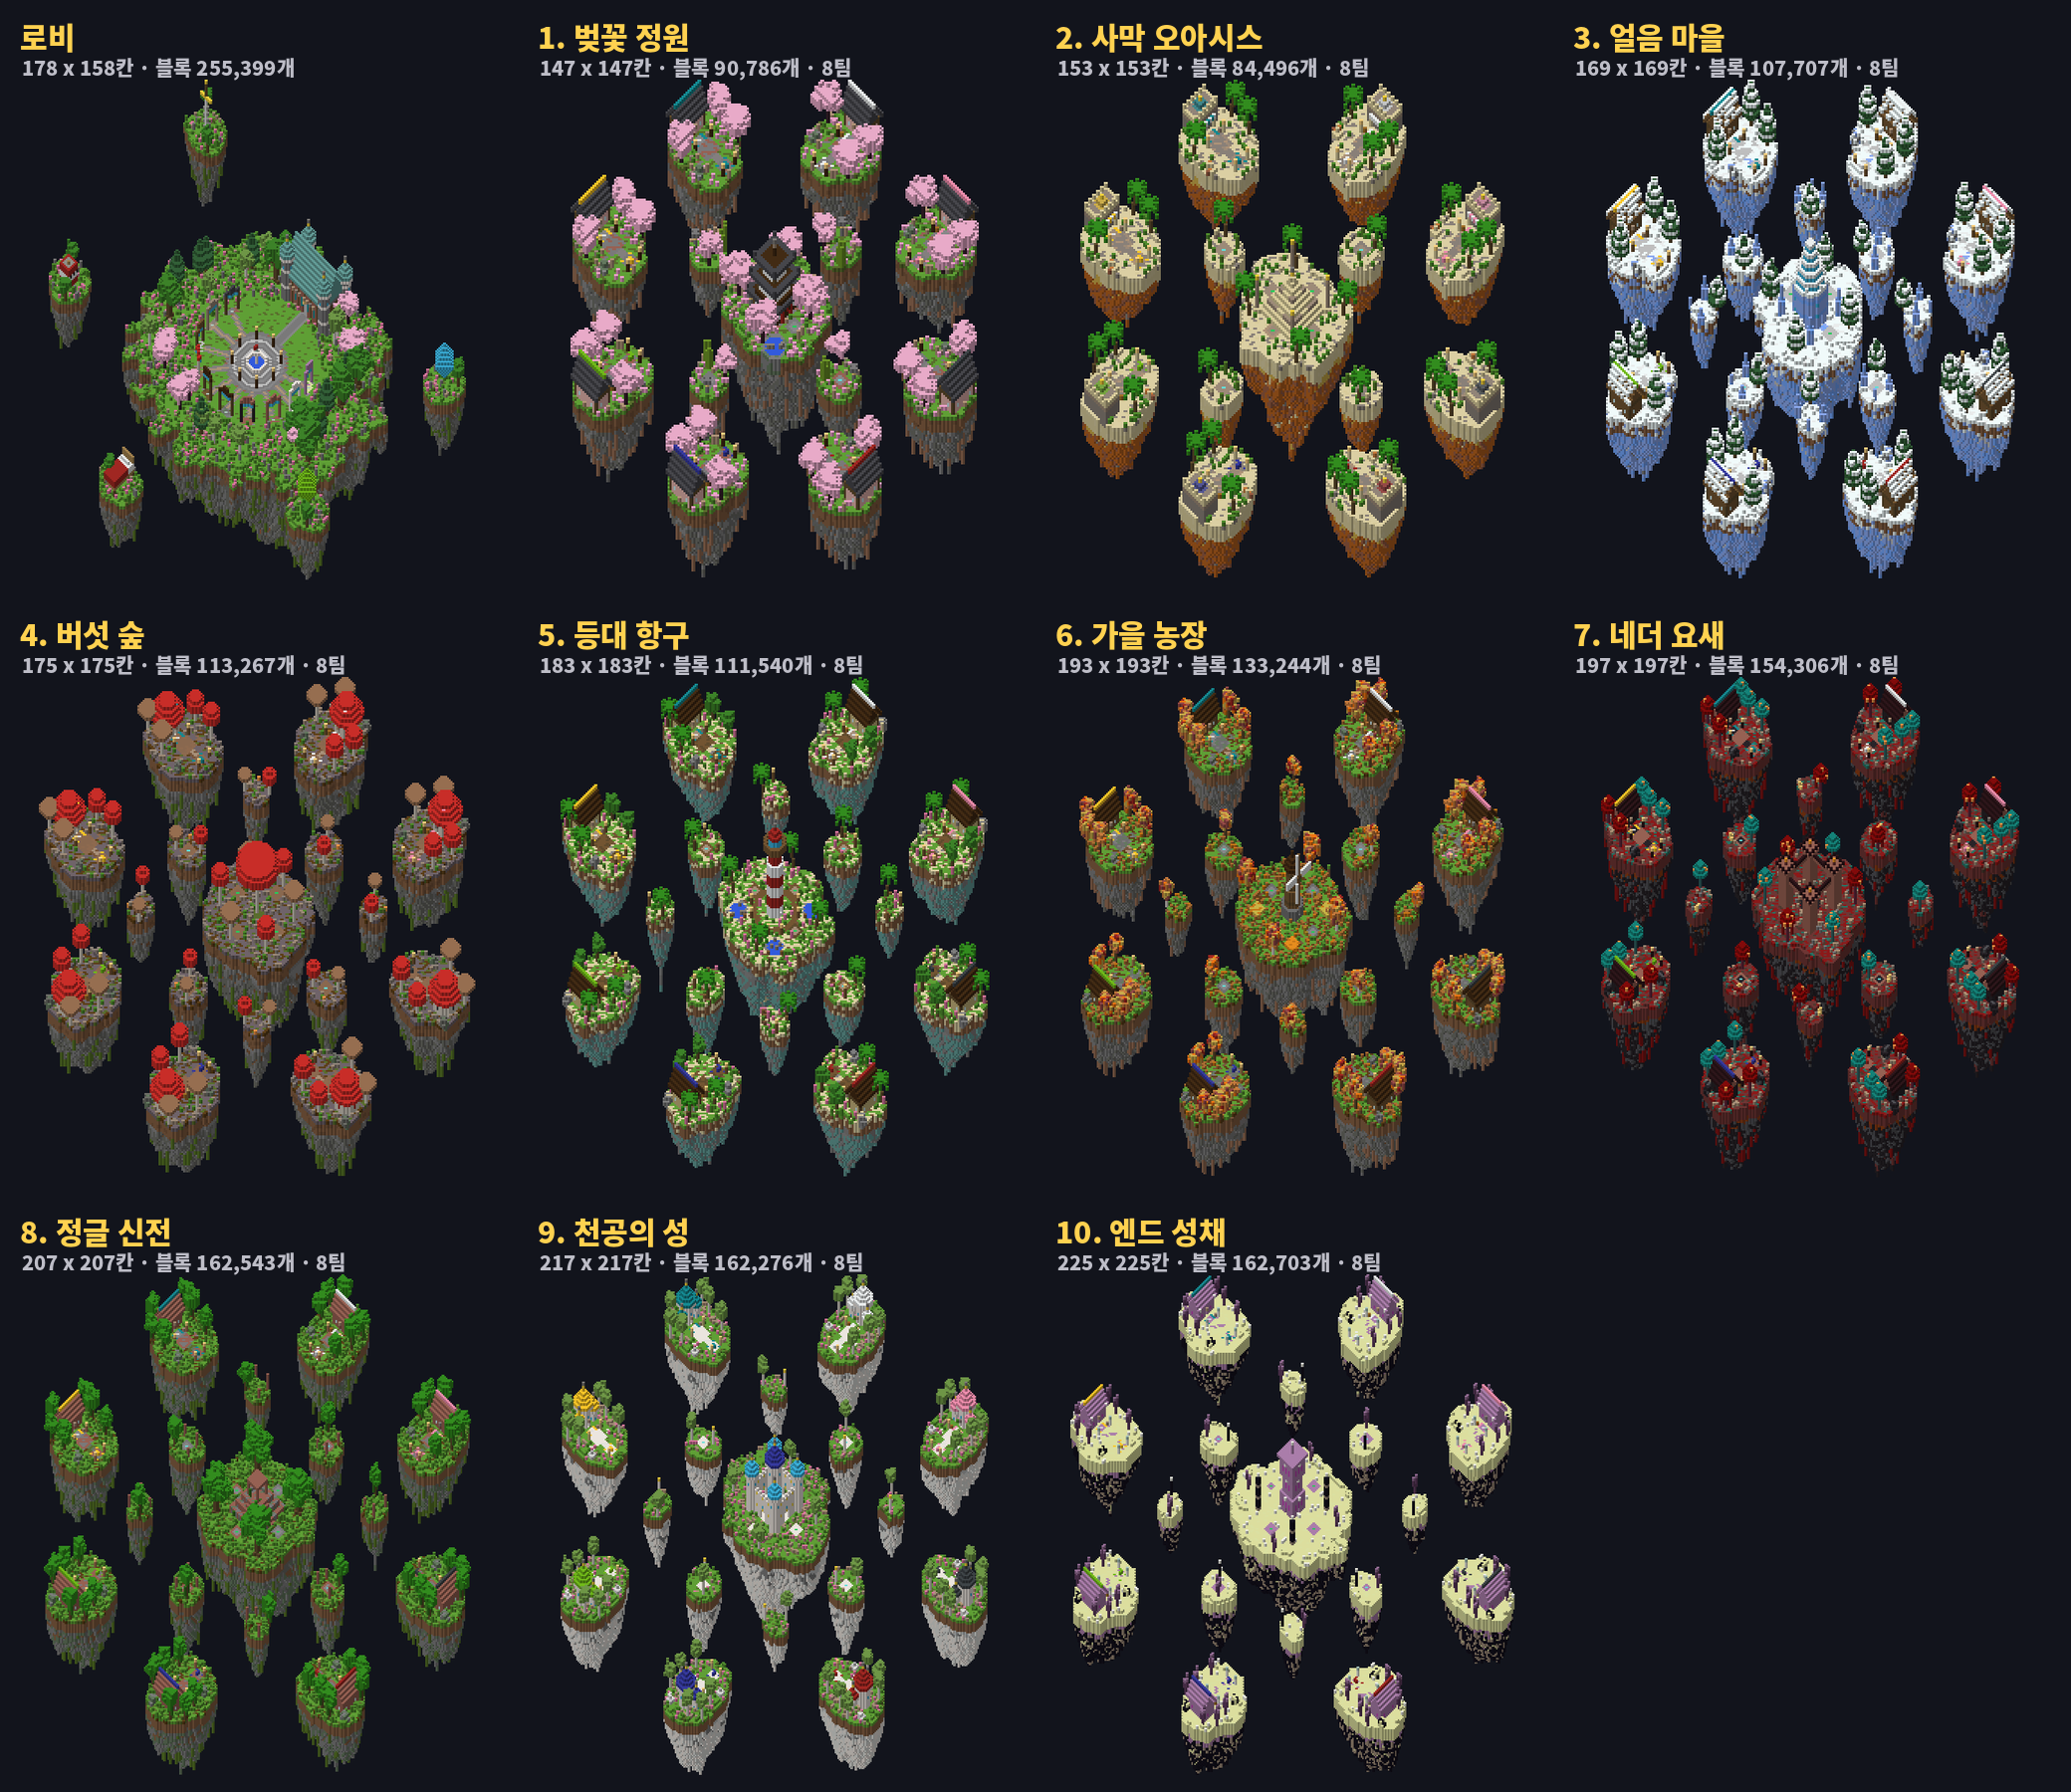 로비
178 x 158칸 · 블록 255,399개
1. 벚꽃 정원
147 x 147칸 · 블록 90,786개 · 8팀
2. 사막 오아시스
153 x 153칸 · 블록 84,496개 · 8팀
3. 얼음 마을
169 x 169칸 · 블록 107,707개 · 8팀
4. 버섯 숲
175 x 175칸 · 블록 113,267개 · 8팀
5. 등대 항구
183 x 183칸 · 블록 111,540개 · 8팀
6. 가을 농장
193 x 193칸 · 블록 133,244개 · 8팀
7. 네더 요새
197 x 197칸 · 블록 154,306개 · 8팀
8. 정글 신전
207 x 207칸 · 블록 162,543개 · 8팀
9. 천공의 성
217 x 217칸 · 블록 162,276개 · 8팀
10. 엔드 성채
225 x 225칸 · 블록 162,703개 · 8팀